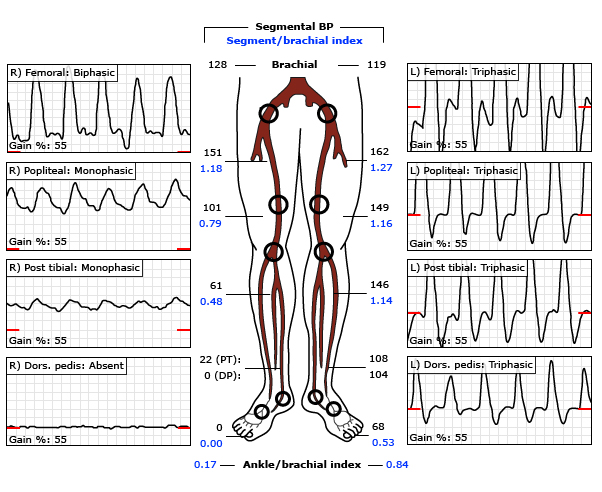 Segmental BP
Segment/brachial index
128 Brachial 119
R) Femoral: Biphasic
Gain %: 55
R) Popliteal: Monophasic
Gain %: 55
R) Post tibial: Monophasic
Gain %: 55
R) Dors. pedis: Absent
Gain %: 55
151
1.18
101
0.79
61
0.48
22 (PT):
0 (DP):
0
0.00
162
1.27
149
1.16
146
1.14
108
104
68
0.53
0.17 Ankle/brachial index 0.84
L) Femoral: Triphasic
Gain %: 55
L) Popliteal: Triphasic
Gain %: 55
L) Post tibial: Triphasic
Gain %: 55
L) Dors. pedis: Triphasic
Gain %: 55